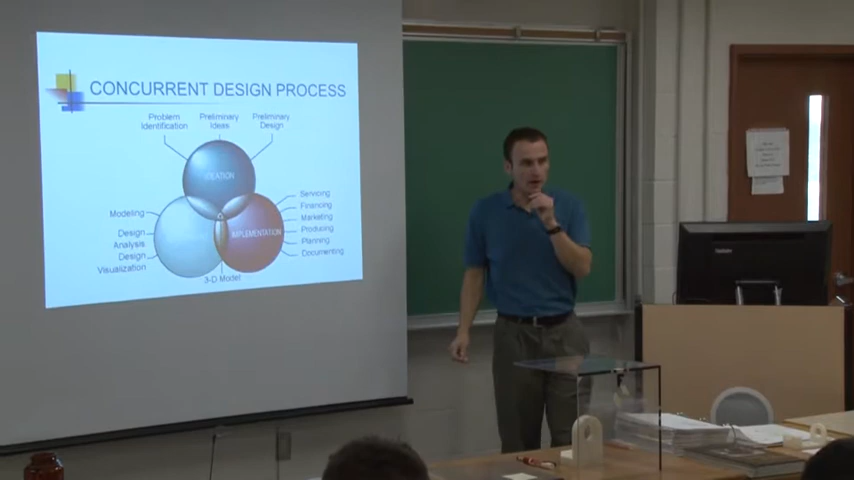 CONCURRENT DESIGN PROCESS
Problem
Identification
Preliminary
Ideas
Preliminary
Design
IDEATION
Modeling
Design
Analysis
Design
Visualization
IMPLEMENTATION
Servicing
Financing
Marketing
Producing
Planning
Documenting
3-D Model